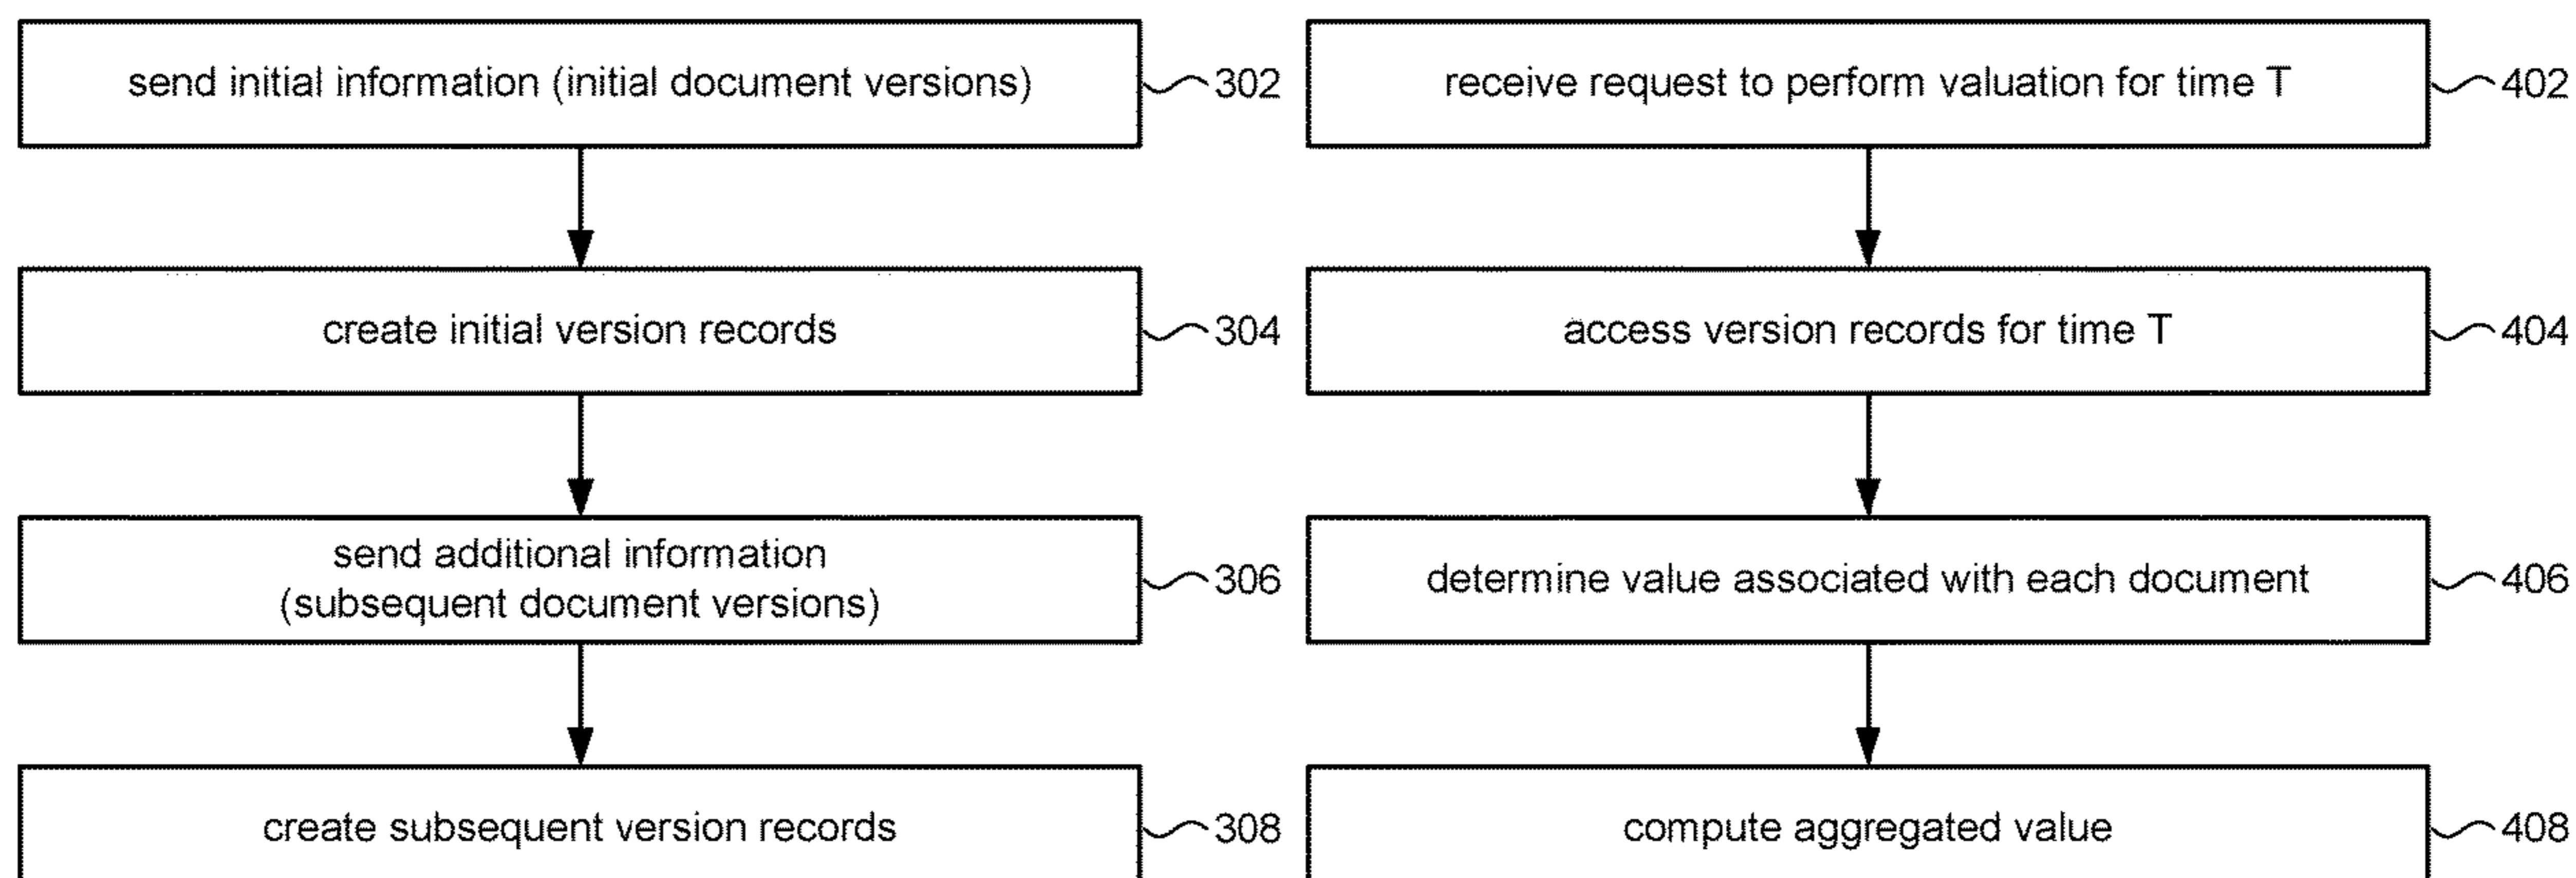 send initial information (initial document versions)
302
create initial version records
304
send additional information
(subsequent document versions)
306
create subsequent version records
308
receive request to perform valuation for time T
402
access version records for time T
404
determine value associated with each document
406
compute aggregated value
408